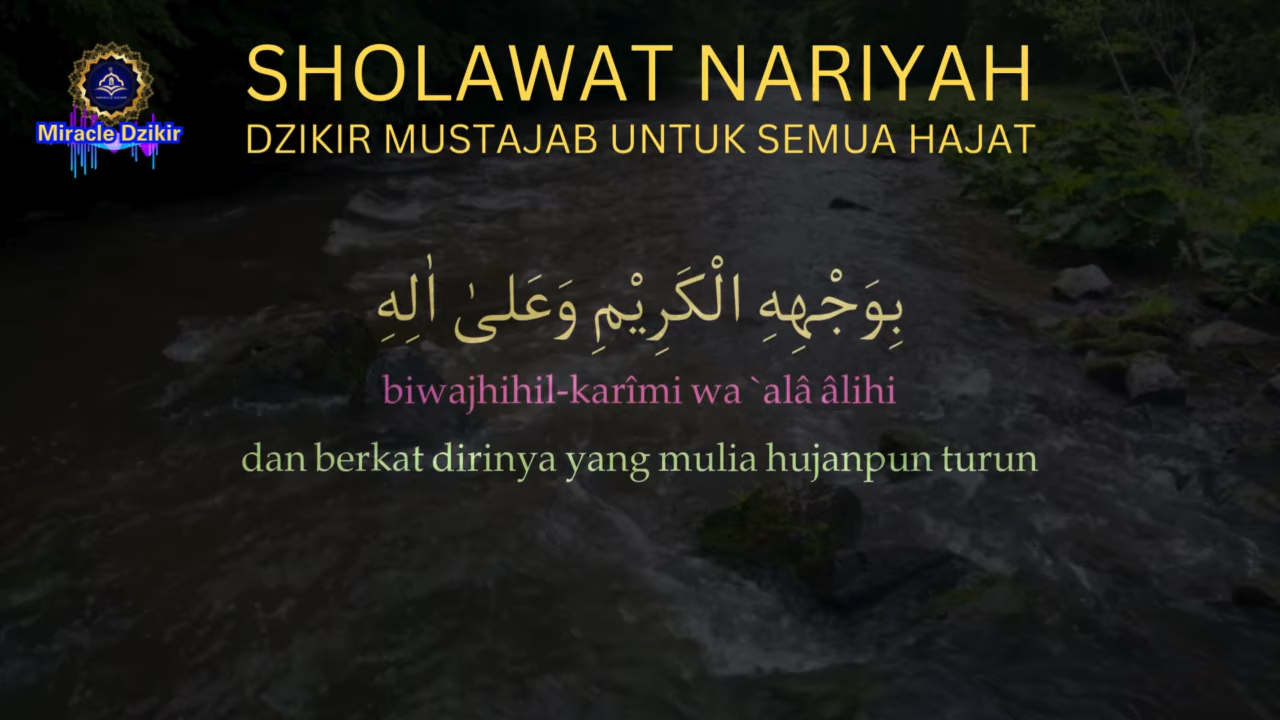 SHOLAWAT NARIYAH
DZIKIR MUSTAJAB UNTUK SEMUA HAJAT
Miracle Dzikir
بِوَجْهِهِ الْكَرِيْمِ وَعَلىٰ اٰلِهِ
biwajhihil-karîmi wa `alâ âlihi
dan berkat dirinya yang mulia hujanpun turun